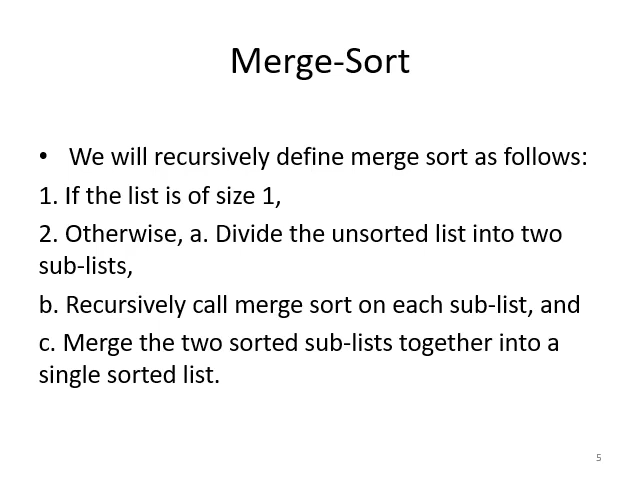 Merge-Sort
• We will recursively define merge sort as follows:
1. If the list is of size 1,
2. Otherwise, a. Divide the unsorted list into two
sub-lists,
b. Recursively call merge sort on each sub-list, and
c. Merge the two sorted sub-lists together into a
single sorted list.
5